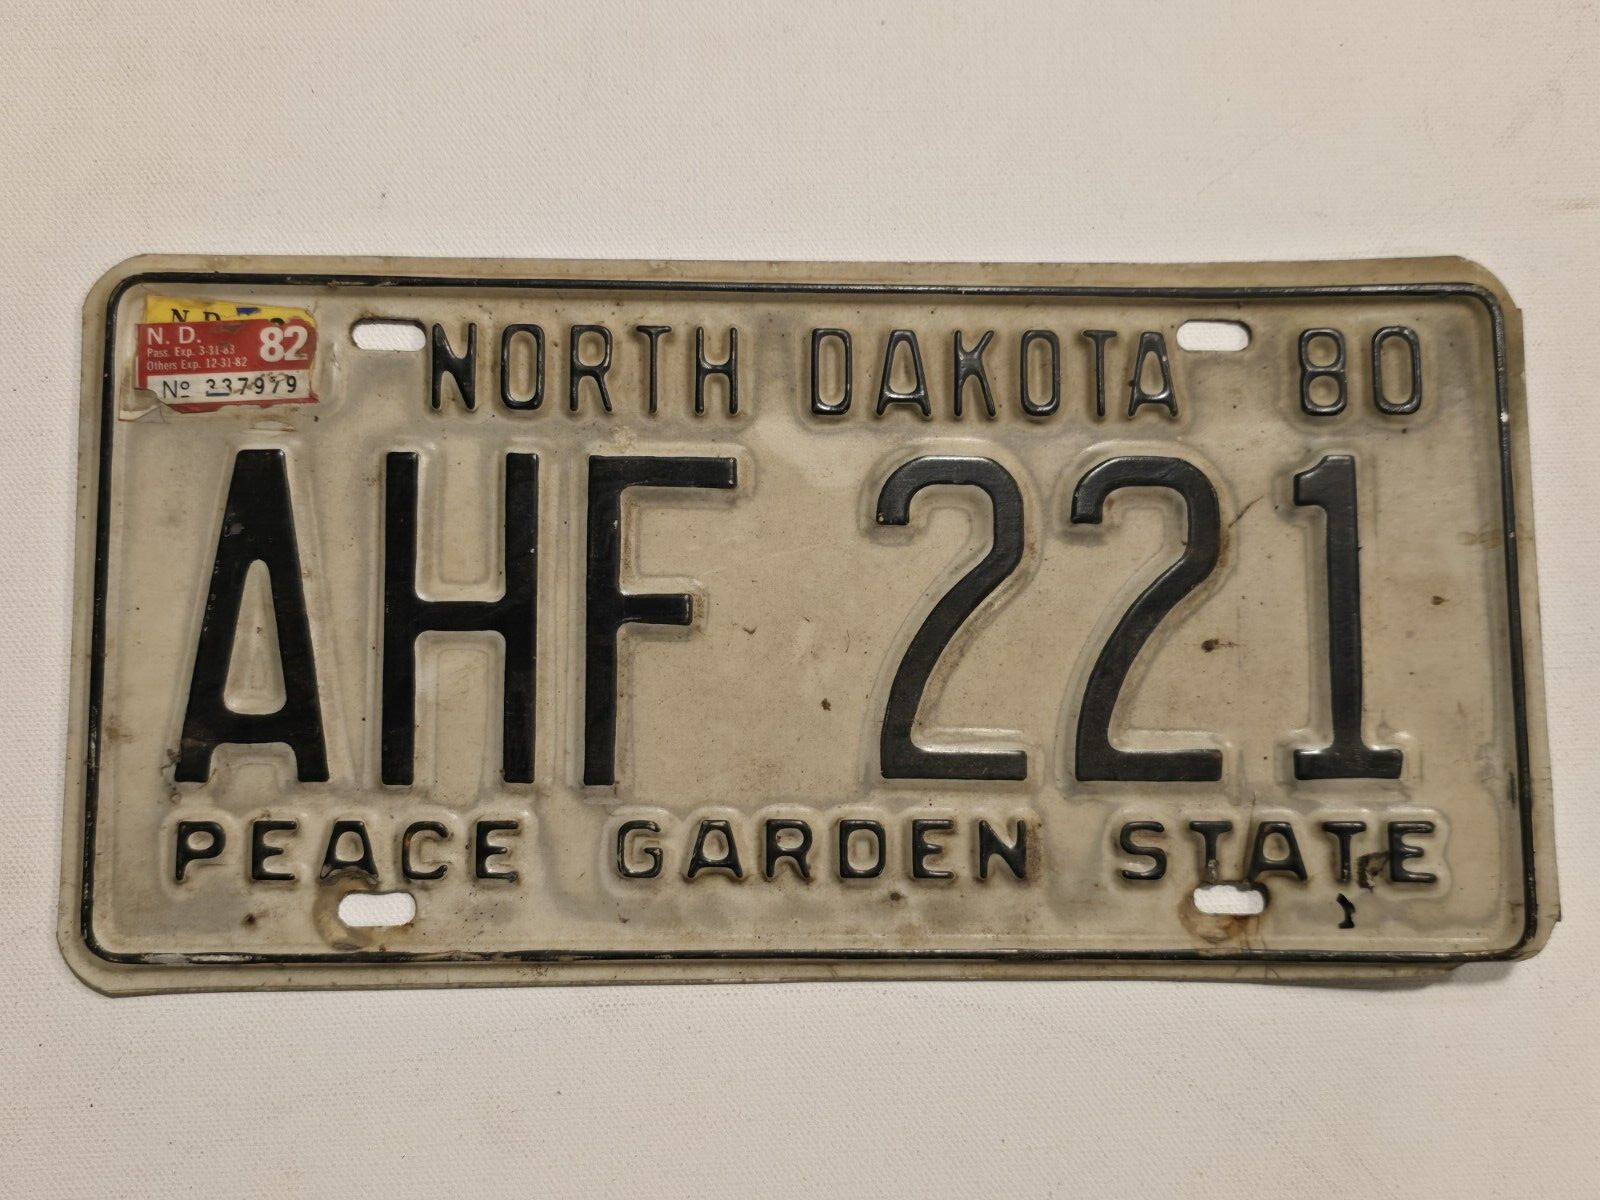 N. D.
N. D. 82
Pass. Exp. 3-31-83
Others Exp. 12-31-82
No 337979
NORTH DAKOTA 80
AHF 221
PEACE GARDEN STATE